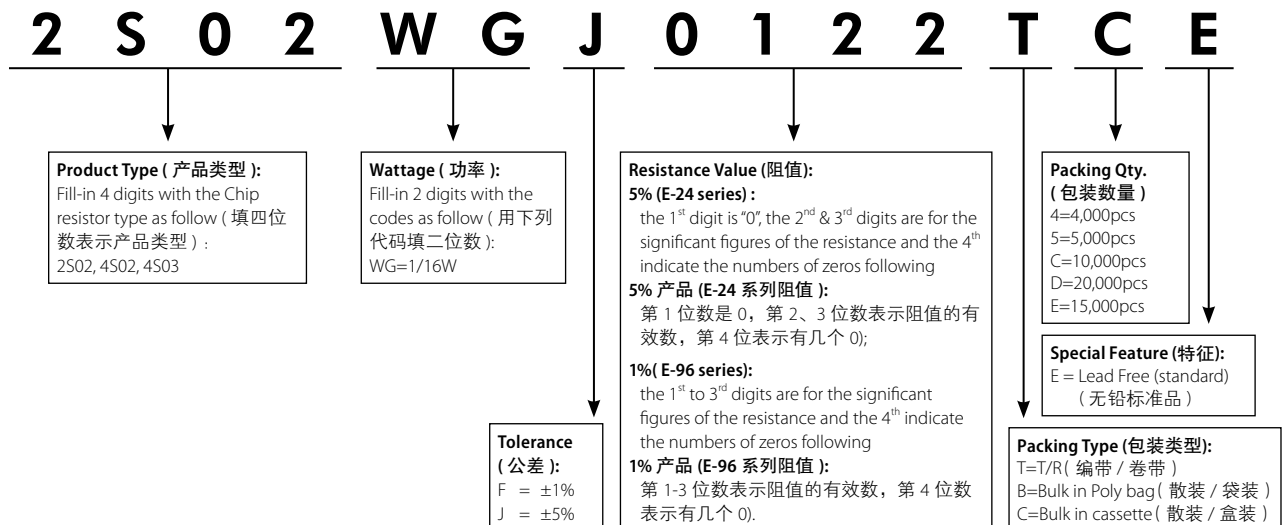 2 S 0 2 W G J 0 1 2 2 T C E
Product Type ( 产品类型 ):
Fill-in 4 digits with the Chip
resistor type as follow ( 填四位
数表示产品类型 ) :
2S02, 4S02, 4S03
Wattage ( 功率 ):
Fill-in 2 digits with the
codes as follow ( 用下列
代码填二位数 ):
WG=1/16W
Tolerance
( 公差 ):
F = ±1%
J = ±5%
Resistance Value (阻值):
5% (E-24 series) :
the 1st digit is “0”, the 2nd & 3rd digits are for the
significant figures of the resistance and the 4th
indicate the numbers of zeros following
5% 产品 (E-24 系列阻值 ):
第 1 位数是 0，第 2、3 位数表示阻值的有
效数，第 4 位表示有几个 0);
1%( E-96 series):
the 1st to 3rd digits are for the significant
figures of the resistance and the 4th indicate
the numbers of zeros following
1% 产品 (E-96 系列阻值 ):
第 1-3 位数表示阻值的有效数，第 4 位数
表示有几个 0).
Packing Qty.
( 包装数量 )
4=4,000pcs
5=5,000pcs
C=10,000pcs
D=20,000pcs
E=15,000pcs
Special Feature (特征):
E = Lead Free (standard)
( 无铅标准品 )
Packing Type (包装类型):
T=T/R( 编带 / 卷带 )
B=Bulk in Poly bag( 散装 / 袋装 )
C=Bulk in cassette( 散装 / 盒装 )